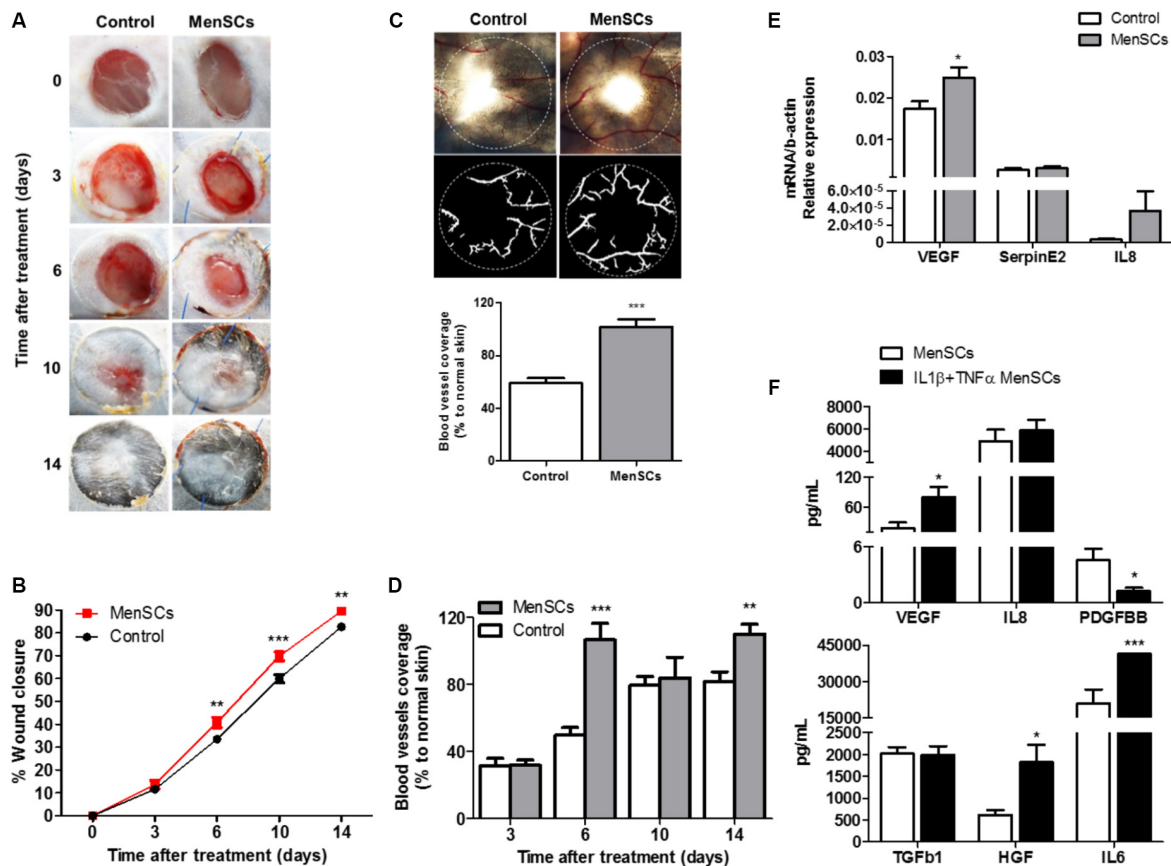 A
Control MenSCs
Time after treatment (days)
0
3
6
10
14
B
% Wound closure
90
80
70
60
50
40
30
20
10
0
MenSCs
Control
**
***
**
0 3 6 10 14
Time after treatment (days)
C
Control MenSCs
Blood vessel coverage
(% to normal skin)
120
80
40
0
***
Control MenSCs
D
Blood vessels coverage
(% to normal skin)
120
80
40
0
MenSCs
Control
***
**
3 6 10 14
Time after treatment (days)
E
Control
MenSCs
mRNA/b-actin
Relative expression
0.03
0.02
0.01
6.0×10-5
4.0×10-5
2.0×10-5
0
*
VEGF SerpinE2 IL8
F
MenSCs
IL1β+TNFα MenSCs
pg/mL
8000
6000
4000
120
60
6
0
*
*
VEGF IL8 PDGFBB
pg/mL
45000
30000
15000
2000
1500
1000
500
0
*
***
TGFb1 HGF IL6